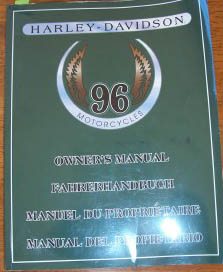 HARLEY-DAVIDSON
96
MOTORCYCLES
OWNER'S MANUAL
FAHRERHANDBUCH
MANUEL DU PROPRIÉTAIRE
MANUAL DEL PROPIETARIO